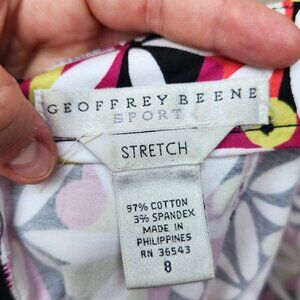 GEOFFREY BEENE
SPORT
STRETCH
97% COTTON
3% SPANDEX
MADE IN
PHILIPPINES
RN 36543
8